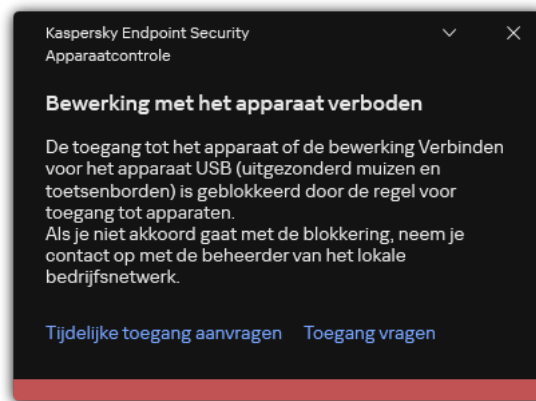 Kaspersky Endpoint Security
Apparaatcontrole
Bewerking met het apparaat verboden
De toegang tot het apparaat of de bewerking Verbinden
voor het apparaat USB (uitgezonderd muizen en
toetsenborden) is geblokkeerd door de regel voor
toegang tot apparaten.
Als je niet akkoord gaat met de blokkering, neem je
contact op met de beheerder van het lokale
bedrijfsnetwerk.
Tijdelijke toegang aanvragen Toegang vragen